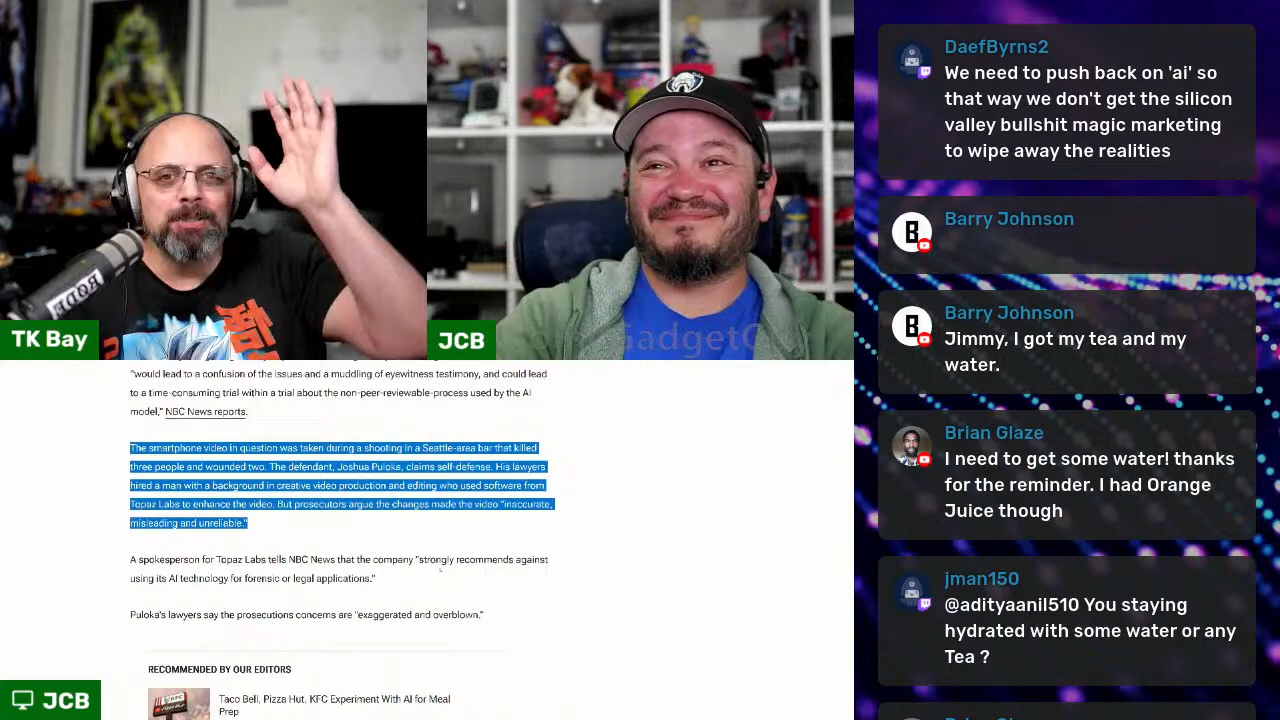 RODE
TK Bay
JCB
GadgetGu
"would lead to a confusion of the issues and a muddling of eyewitness testimony, and could lead
to a time-consuming trial within a trial about the non-peer-reviewable-process used by the AI
model," NBC News reports.
The smartphone video in question was taken during a shooting in a Seattle-area bar that killed
three people and wounded two. The defendant, Joshua Puloka, claims self-defense. His lawyers
hired a man with a background in creative video production and editing who used software from
Topaz Labs to enhance the video. But prosecutors argue the changes made the video "inaccurate,
misleading and unreliable."
A spokesperson for Topaz Labs tells NBC News that the company "strongly recommends against
using its AI technology for forensic or legal applications."
Puloka's lawyers say the prosecutions concerns are "exaggerated and overblown."
RECOMMENDED BY OUR EDITORS
Taco Bell, Pizza Hut, KFC Experiment With AI for Meal
Prep
JCB
DaefByrns2
We need to push back on 'ai' so
that way we don't get the silicon
valley bullshit magic marketing
to wipe away the realities
B
Barry Johnson
B
Barry Johnson
Jimmy, I got my tea and my
water.
Brian Glaze
I need to get some water! thanks
for the reminder. I had Orange
Juice though
jman150
@adityaanil510 You staying
hydrated with some water or any
Tea ?